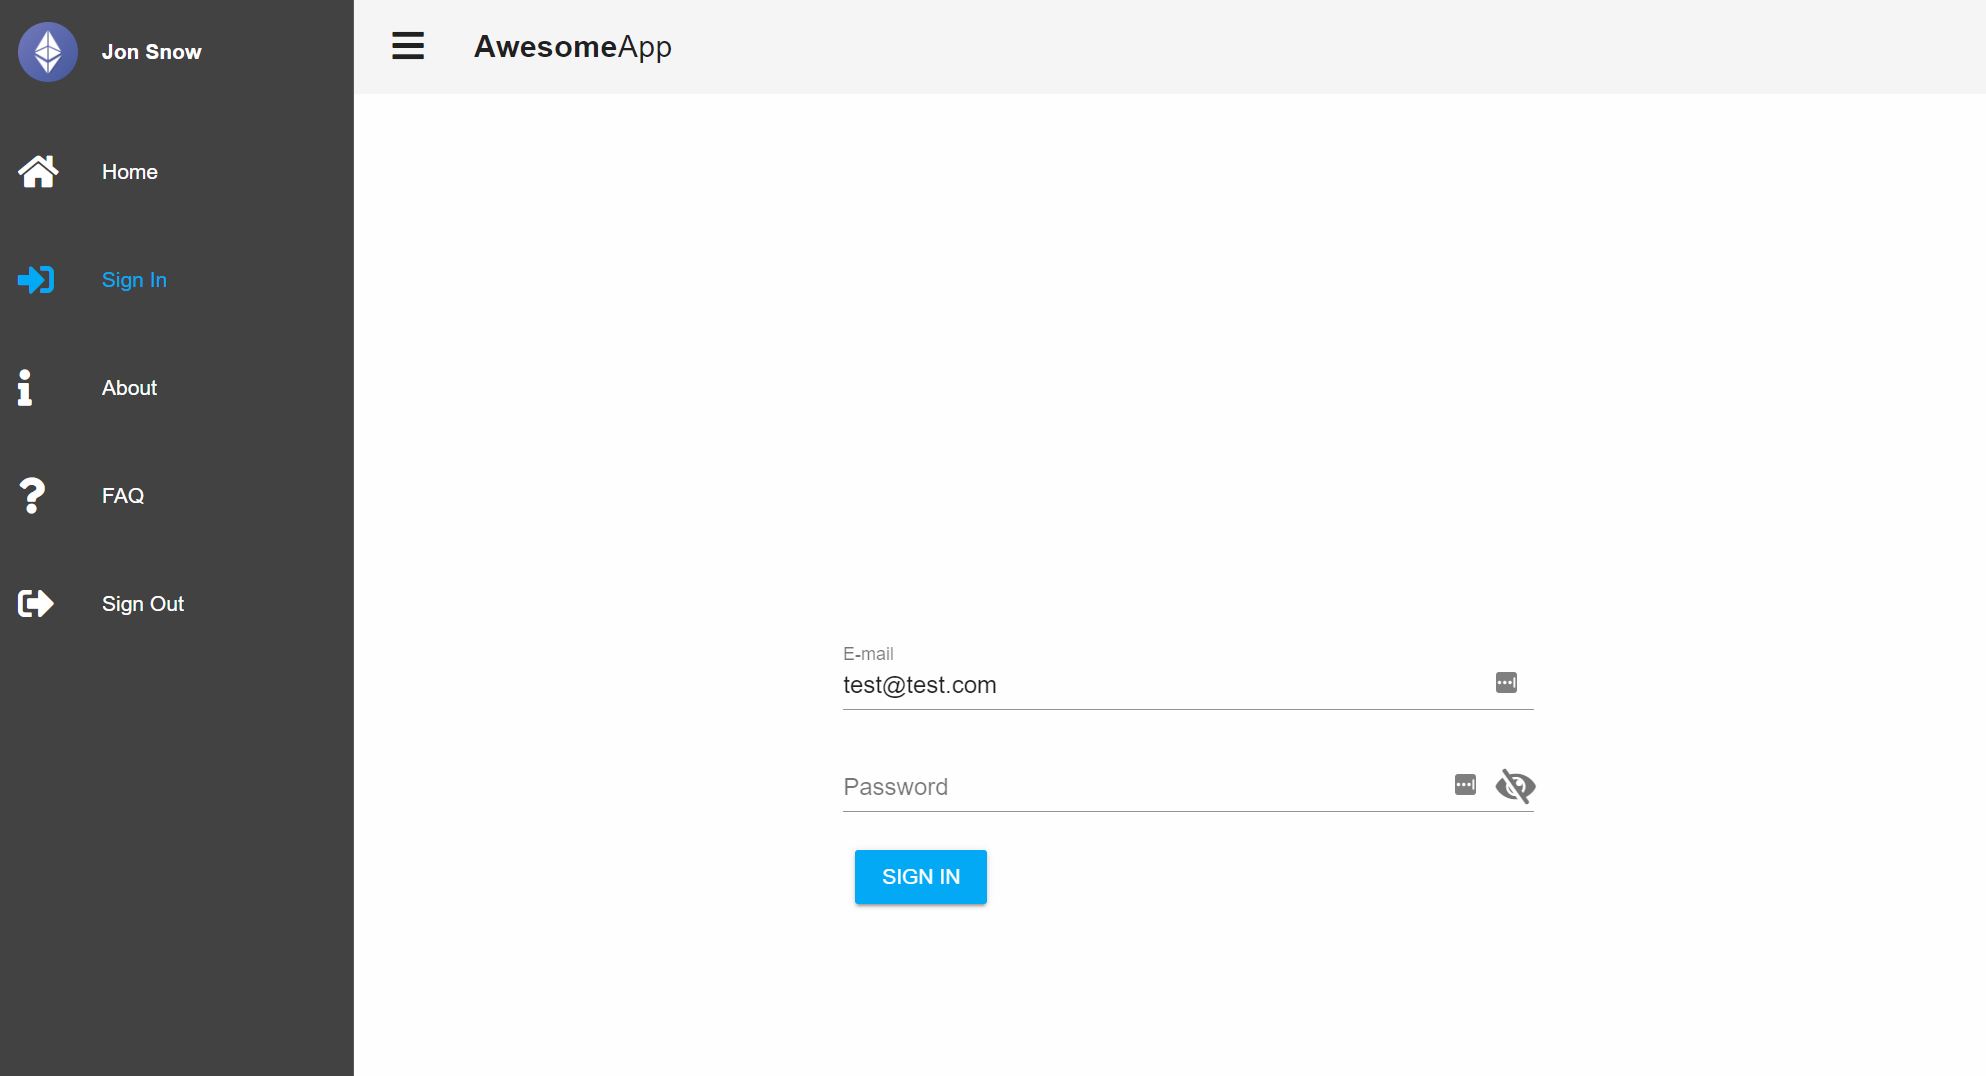 Jon Snow
Home
Sign In
About
FAQ
Sign Out
AwesomeApp
E-mail
test@test.com
Password
SIGN IN